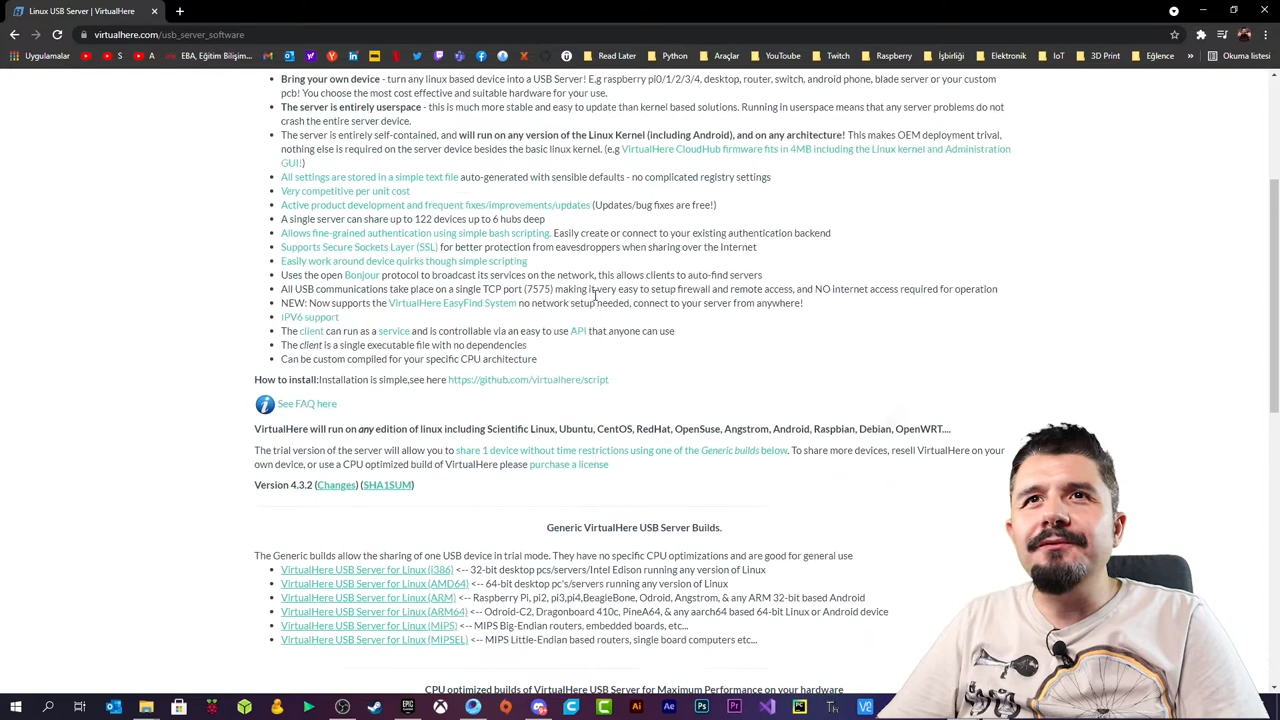 Linux USB Server | VirtualHere
virtualhere.com/usb_server_software
Uygulamalar
EBA, Eğitim Bilişi...
Read Later
Python
Araçlar
Raspberry
İşbirliği
Elektronik
IoT
3D Print
Eğlence
Okuma listesi
Bring your own device - turn any linux based device into a USB Server! E.g raspberry pi0/1/2/3/4, desktop, router, switch, android phone, blade server or your custom
pcb! You choose the most cost effective and suitable hardware for your use.
The server is entirely userspace - this is much more stable and easy to update than kernel based solutions. Running in userspace means that any server problems do not
crash the entire server device.
The server is entirely self-contained, and will run on any version of the Linux Kernel (including Android), and on any architecture! This makes OEM deployment trival,
nothing else is required on the server device besides the basic linux kernel. (e.g VirtualHere CloudHub firmware fits in 4MB including the Linux kernel and Administration
GUI!)
All settings are stored in a simple text file auto-generated with sensible defaults - no complicated registry settings
Very competitive per unit cost
Active product development and frequent fixes/improvements/updates (Updates/bug fixes are free!)
A single server can share up to 122 devices up to 6 hubs deep
Allows fine-grained authentication using simple bash scripting. Easily create or connect to your existing authentication backend
Supports Secure Sockets Layer (SSL) for better protection from eavesdroppers when sharing over the Internet
Easily work around device quirks though simple scripting
Uses the open Bonjour protocol to broadcast its services on the network, this allows clients to auto-find servers
All USB communications take place on a single TCP port (7575) making it very easy to setup firewall and remote access, and NO internet access required for operation
NEW: Now supports the VirtualHere EasyFind System no network setup needed, connect to your server from anywhere!
IPV6 support
The client can run as a service and is controllable via an easy to use API that anyone can use
The client is a single executable file with no dependencies
Can be custom compiled for your specific CPU architecture
How to install:Installation is simple,see here https://github.com/virtualhere/script
See FAQ here
VirtualHere will run on any edition of linux including Scientific Linux, Ubuntu, CentOS, RedHat, OpenSuse, Angstrom, Android, Raspbian, Debian, OpenWRT....
The trial version of the server will allow you to share 1 device without time restrictions using one of the Generic builds below. To share more devices, resell VirtualHere on your
own device, or use a CPU optimized build of VirtualHere please purchase a license
Version 4.3.2 (Changes) (SHA1SUM)
Generic VirtualHere USB Server Builds.
The Generic builds allow the sharing of one USB device in trial mode. They have no specific CPU optimizations and are good for general use
VirtualHere USB Server for Linux (i386) <-- 32-bit desktop pcs/servers/Intel Edison running any version of Linux
VirtualHere USB Server for Linux (AMD64) <-- 64-bit desktop pc's/servers running any version of Linux
VirtualHere USB Server for Linux (ARM) <-- Raspberry Pi, pi2, pi3,pi4,BeagleBone, Odroid, Angstrom, & any ARM 32-bit based Android
VirtualHere USB Server for Linux (ARM64) <-- Odroid-C2, Dragonboard 410c, PineA64, & any aarch64 based 64-bit Linux or Android device
VirtualHere USB Server for Linux (MIPS) <-- MIPS Big-Endian routers, embedded boards, etc...
VirtualHere USB Server for Linux (MIPSEL) <-- MIPS Little-Endian based routers, single board computers etc...
CPU optimized builds of VirtualHere USB Server for Maximum Performance on your hardware